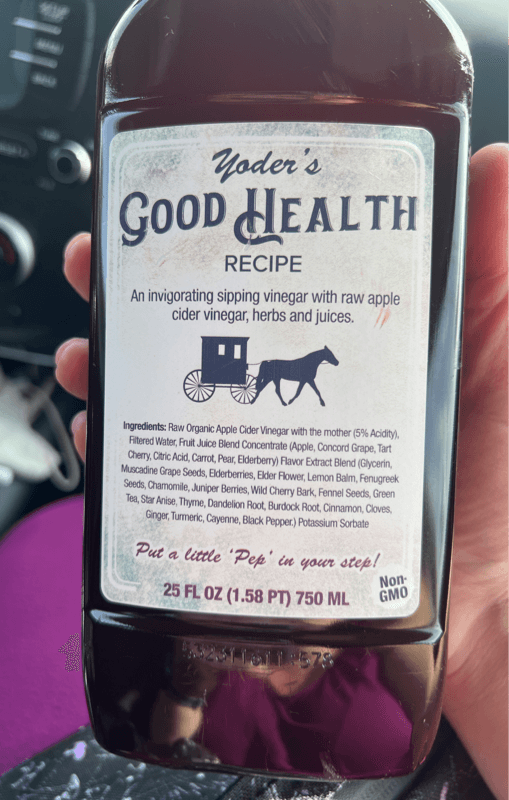 Yoder's
GOOD HEALTH
RECIPE
An invigorating sipping vinegar with raw apple
cider vinegar, herbs and juices.
Ingredients: Raw Organic Apple Cider Vinegar with the mother (5% Acidity),
Filtered Water, Fruit Juice Blend Concentrate (Apple, Concord Grape, Tart
Cherry, Citric Acid, Carrot, Pear, Elderberry) Flavor Extract Blend (Glycerin,
Muscadine Grape Seeds, Elderberries, Elder Flower, Lemon Balm, Fenugreek
Seeds, Chamomile, Juniper Berries, Wild Cherry Bark, Fennel Seeds, Green
Tea, Star Anise, Thyme, Dandelion Root, Burdock Root, Cinnamon, Cloves,
Ginger, Turmeric, Cayenne, Black Pepper.) Potassium Sorbate
Put a little 'Pep' in your step!
25 FL OZ (1.58 PT) 750 ML
Non-
GMO